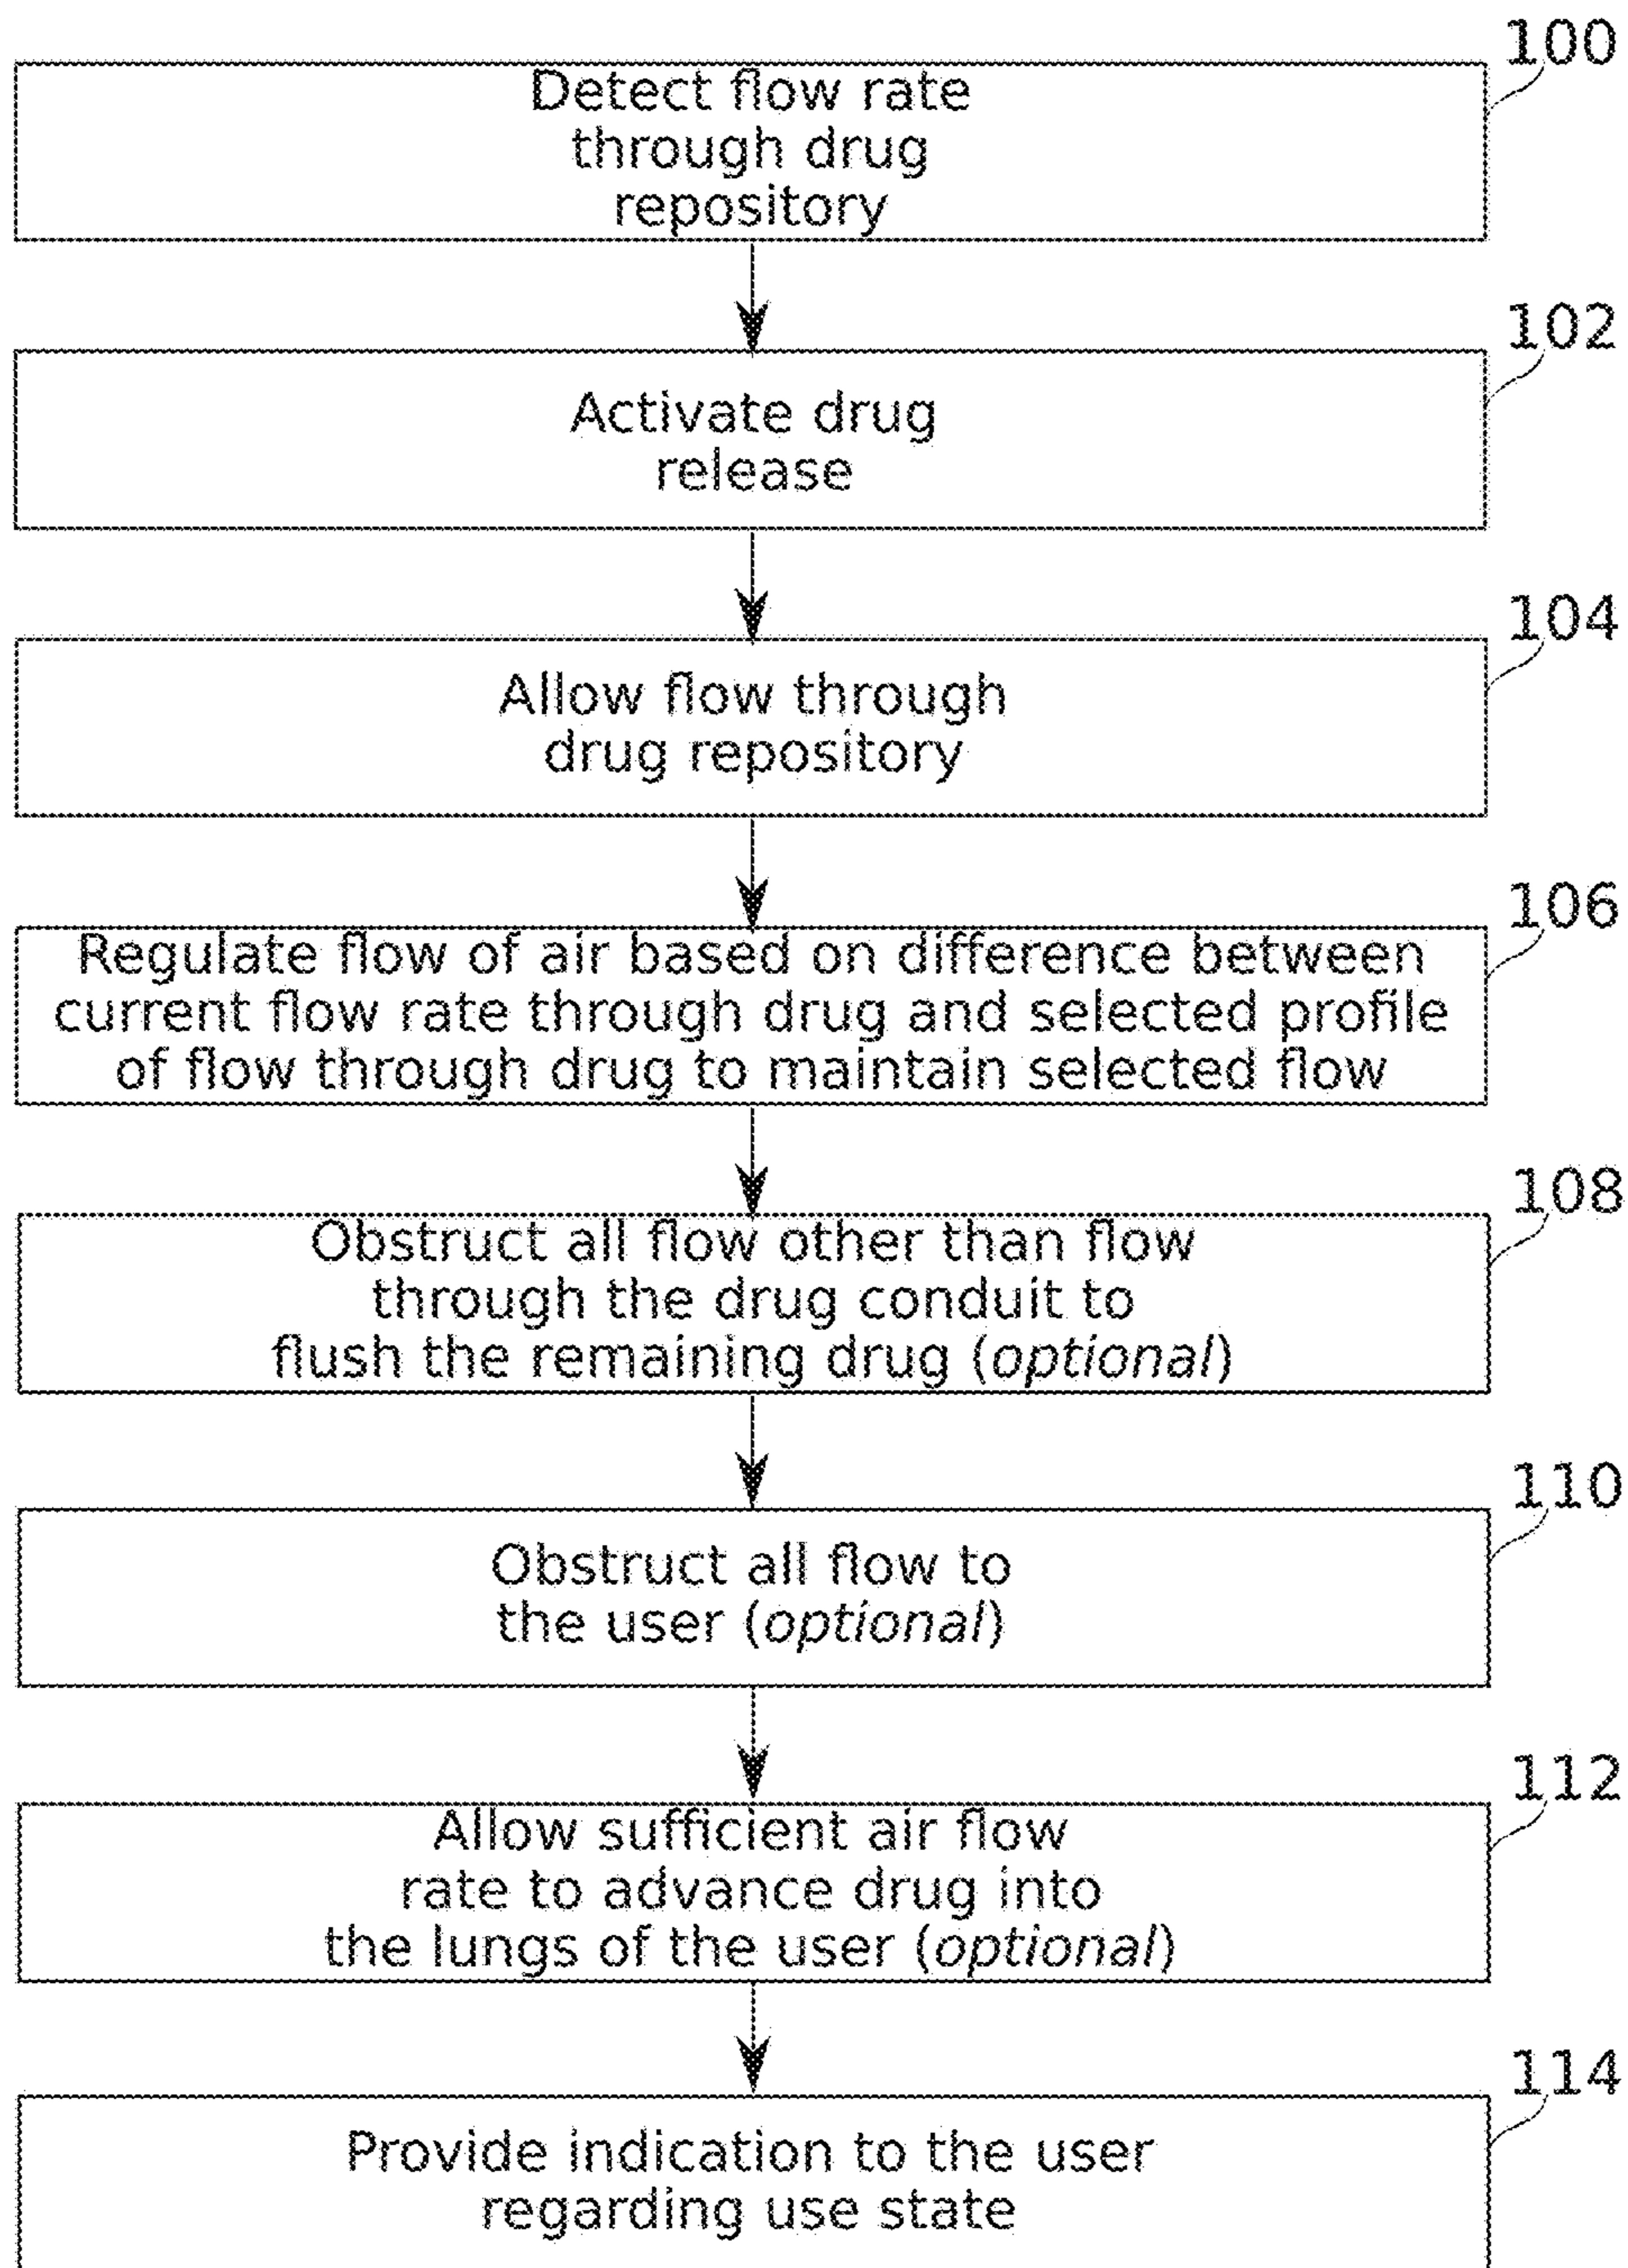 100
Detect flow rate
through drug
repository
102
Activate drug
release
104
Allow flow through
drug repository
106
Regulate flow of air based on difference between
current flow rate through drug and selected profile
of flow through drug to maintain selected flow
108
Obstruct all flow other than flow
through the drug conduit to
flush the remaining drug (optional)
110
Obstruct all flow to
the user (optional)
112
Allow sufficient air flow
rate to advance drug into
the lungs of the user (optional)
114
Provide indication to the user
regarding use state